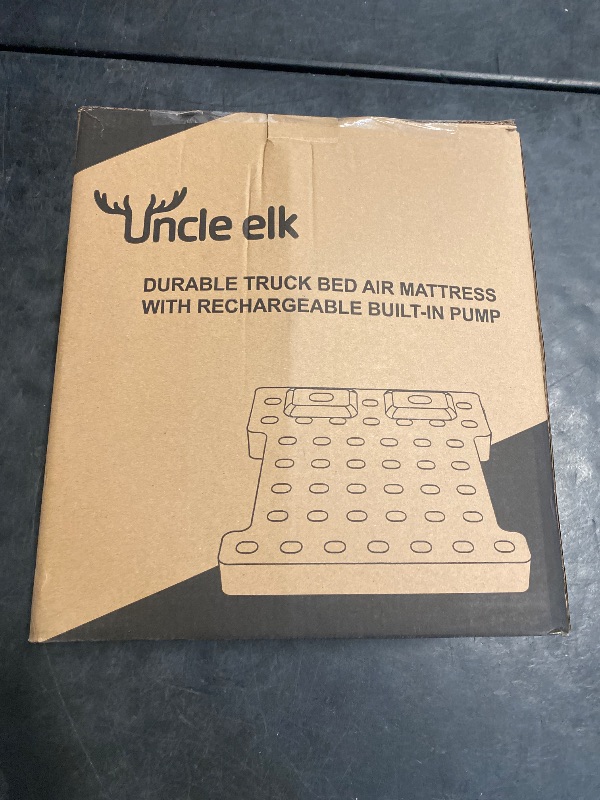 Uncle elk
DURABLE TRUCK BED AIR MATTRESS
WITH RECHARGEABLE BUILT-IN PUMP